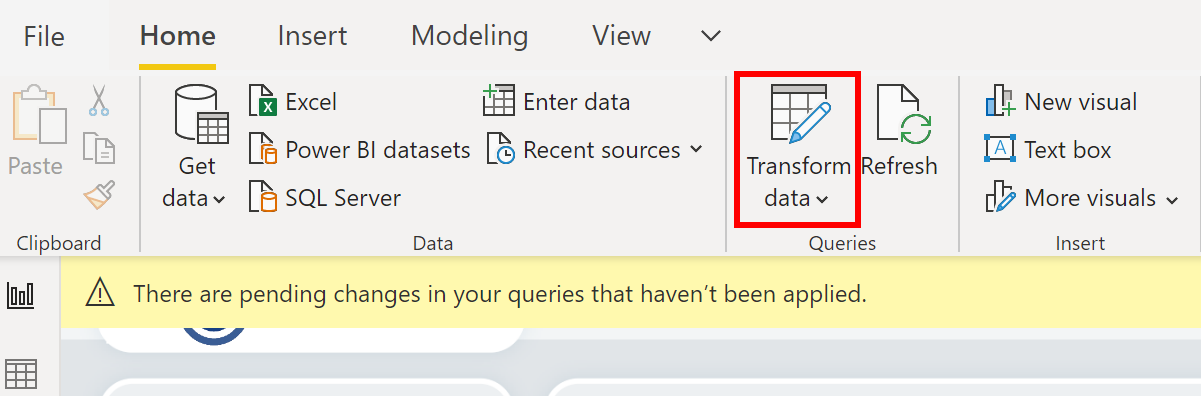 File Home Insert Modeling View
Paste
Clipboard
Get
data
Excel
Power BI datasets
SQL Server
Enter data
Recent sources
Data
Transform
data
Refresh
Queries
New visual
A Text box
More visuals
Insert
There are pending changes in your queries that haven’t been applied.